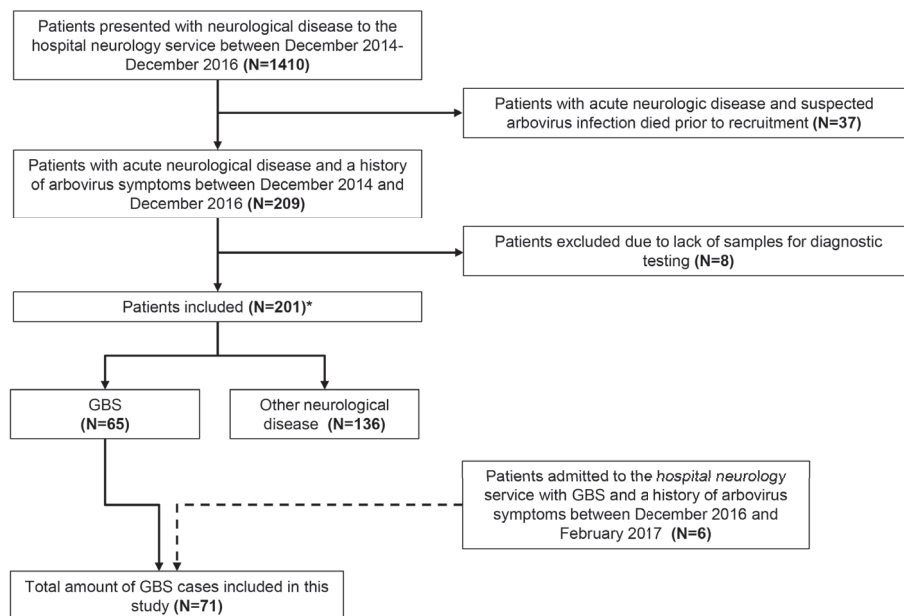 Patients presented with neurological disease to
the hospital neurology service between December 2014-
December 2016 (N=1410)
Patients with acute neurologic disease and suspected
arbovirus infection died prior to recruitment (N=37)
Patients with acute neurological disease and a history
of arbovirus symptoms between December 2014 and
December 2016 (N=209)
Patients excluded due to lack of samples for diagnostic
testing (N=8)
Patients included (N=201)*
GBS
(N=65)
Other neurological
disease (N=136)
Patients admitted to the hospital neurology
service with GBS and a history of arbovirus
symptoms between December 2016 and
February 2017 (N=6)
Total amount of GBS cases included in this
study (N=71)